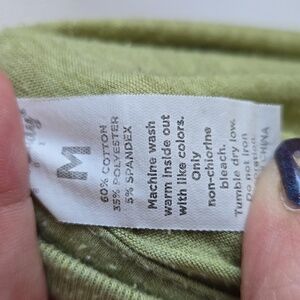 M
60% COTTON
35% POLYESTER
5% SPANDEX
Machine wash
warm inside out
with like colors.
Only
non-chlorine
bleach.
Tumble dry low.
Do not iron